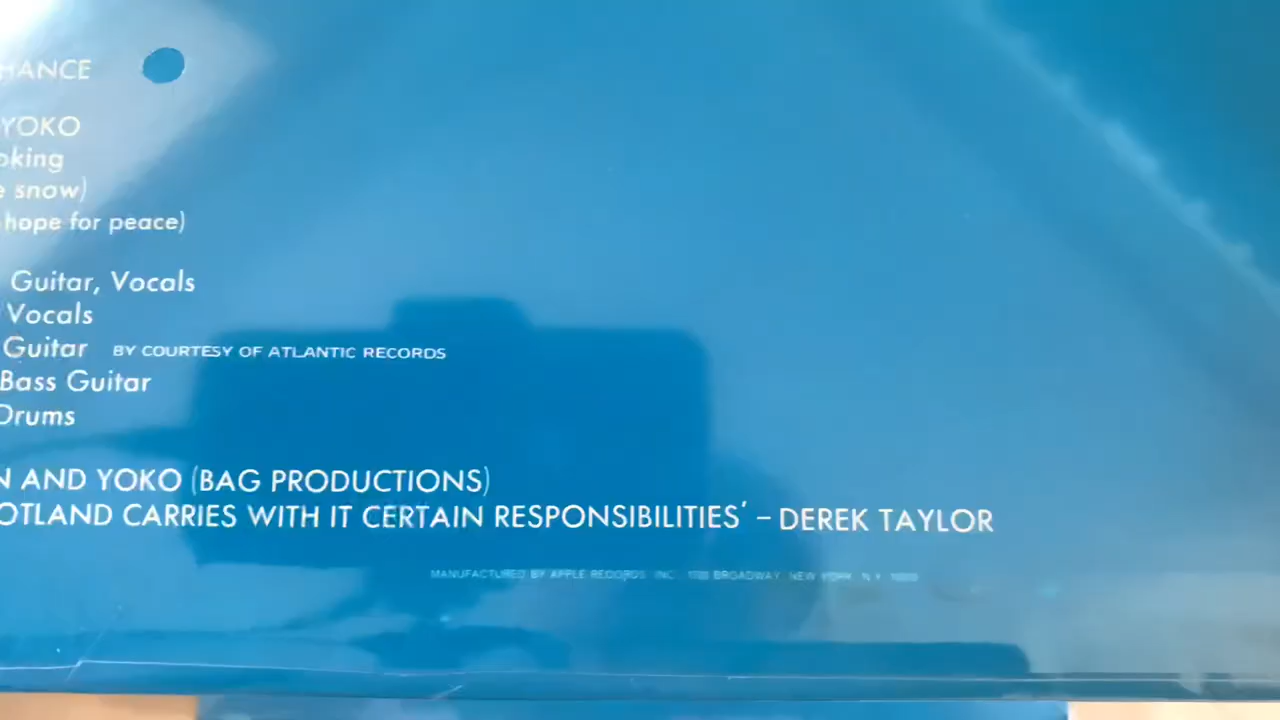 HANCE
YOKO
oking
e snow)
hope for peace)
Guitar, Vocals
Vocals
Guitar BY COURTESY OF ATLANTIC RECORDS
Bass Guitar
Drums
N AND YOKO (BAG PRODUCTIONS)
OTLAND CARRIES WITH IT CERTAIN RESPONSIBILITIES' – DEREK TAYLOR
MANUFACTURED BY APPLE RECORDS INC. BROADWAY, NEW YORK, N.Y.